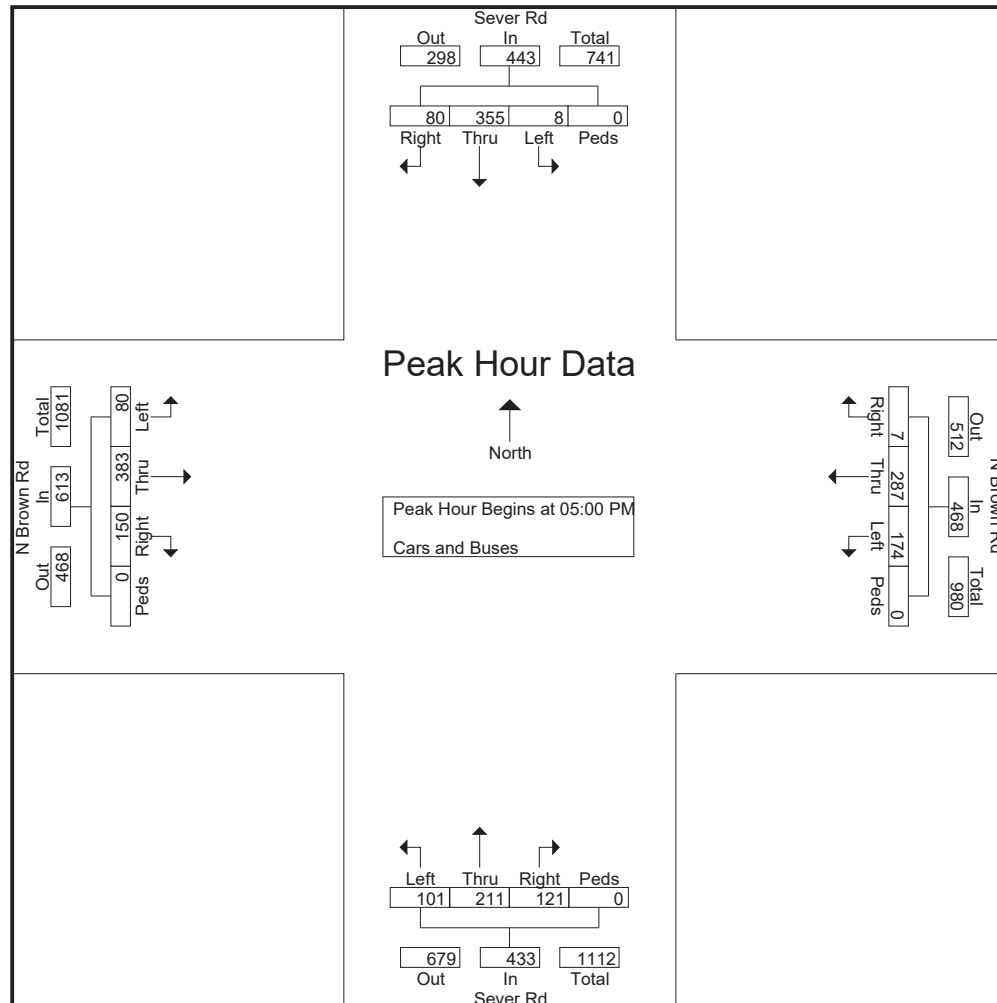 Sever Rd
Out In Total
298 443 741
80 355 8 0
Right Thru Left Peds
Peak Hour Data
North
Peak Hour Begins at 05:00 PM
Cars and Buses
N Brown Rd
Total In Out
1081 613 468
80 383 150 0
Left Thru Right Peds
Right Thru Left Peds
7 287 174 0
Out In Total
512 468 980
N Brown Rd
Left Thru Right Peds
101 211 121 0
679 433 1112
Out In Total
Sever Rd